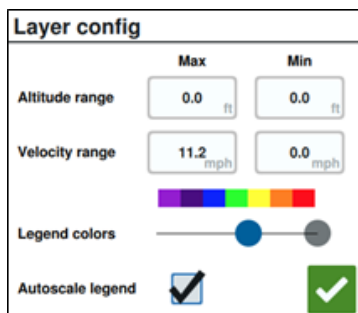 Layer config
Max Min
Altitude range 0.0 ft 0.0 ft
Velocity range 11.2 mph 0.0 mph
Legend colors
Autoscale legend